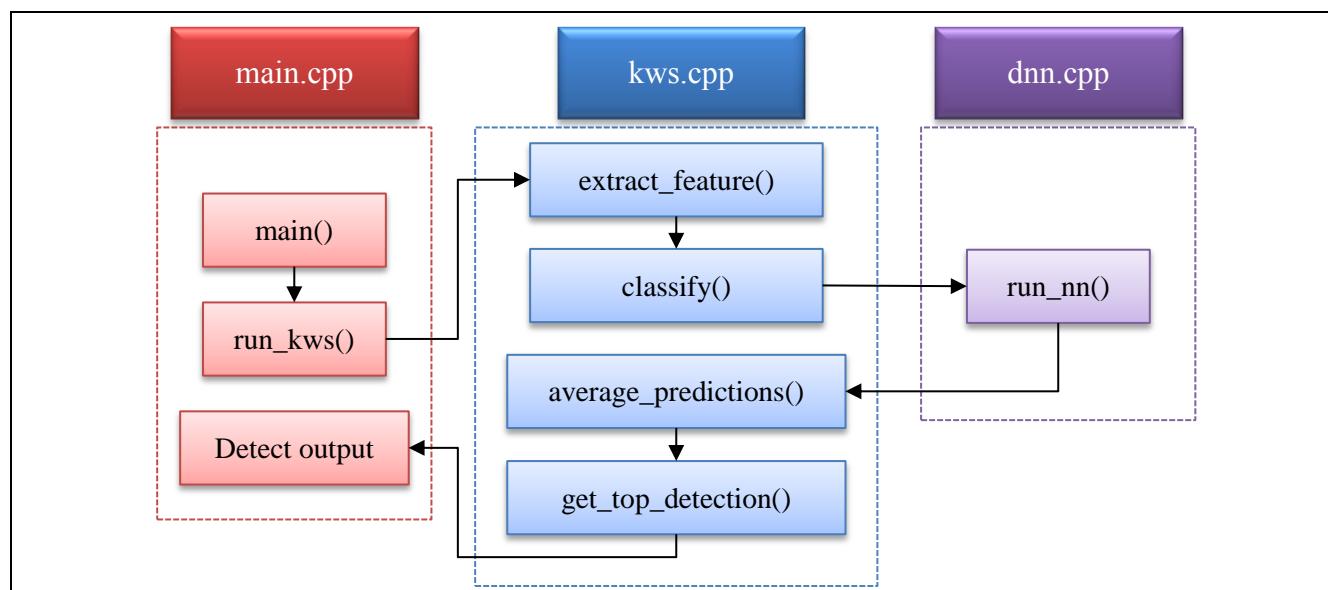 main.cpp
kws.cpp
dnn.cpp
main()
run_kws()
Detect output
extract_feature()
classify()
average_predictions()
get_top_detection()
run_nn()